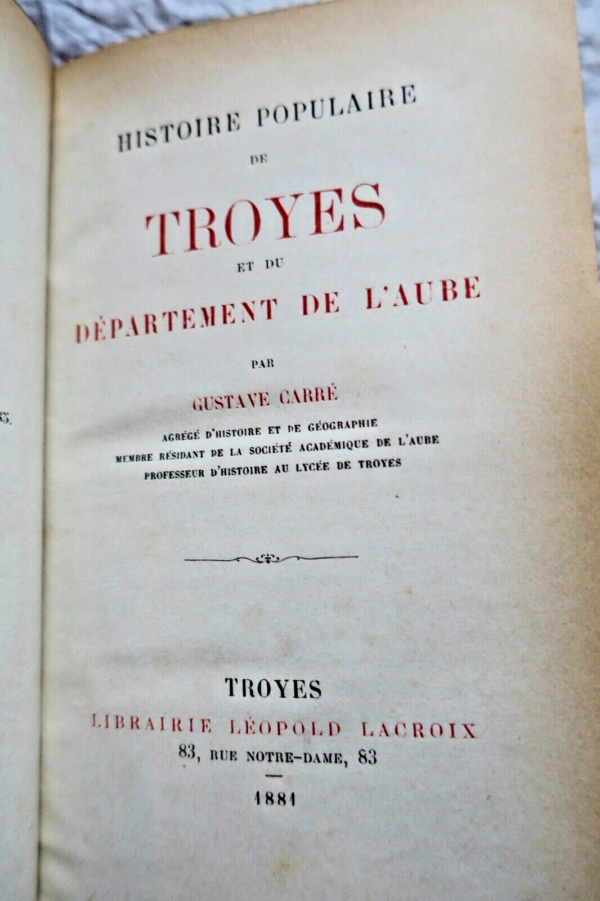 HISTOIRE POPULAIRE
DE
TROYES
ET DU
DÉPARTEMENT DE L'AUBE
PAR
GUSTAVE CARRÉ
AGRÉGÉ D'HISTOIRE ET DE GÉOGRAPHIE
MEMBRE RÉSIDANT DE LA SOCIÉTÉ ACADÉMIQUE DE L'AUBE
PROFESSEUR D'HISTOIRE AU LYCÉE DE TROYES
TROYES
LIBRAIRIE LÉOPOLD LACROIX
83, RUE NOTRE-DAME, 83
1881